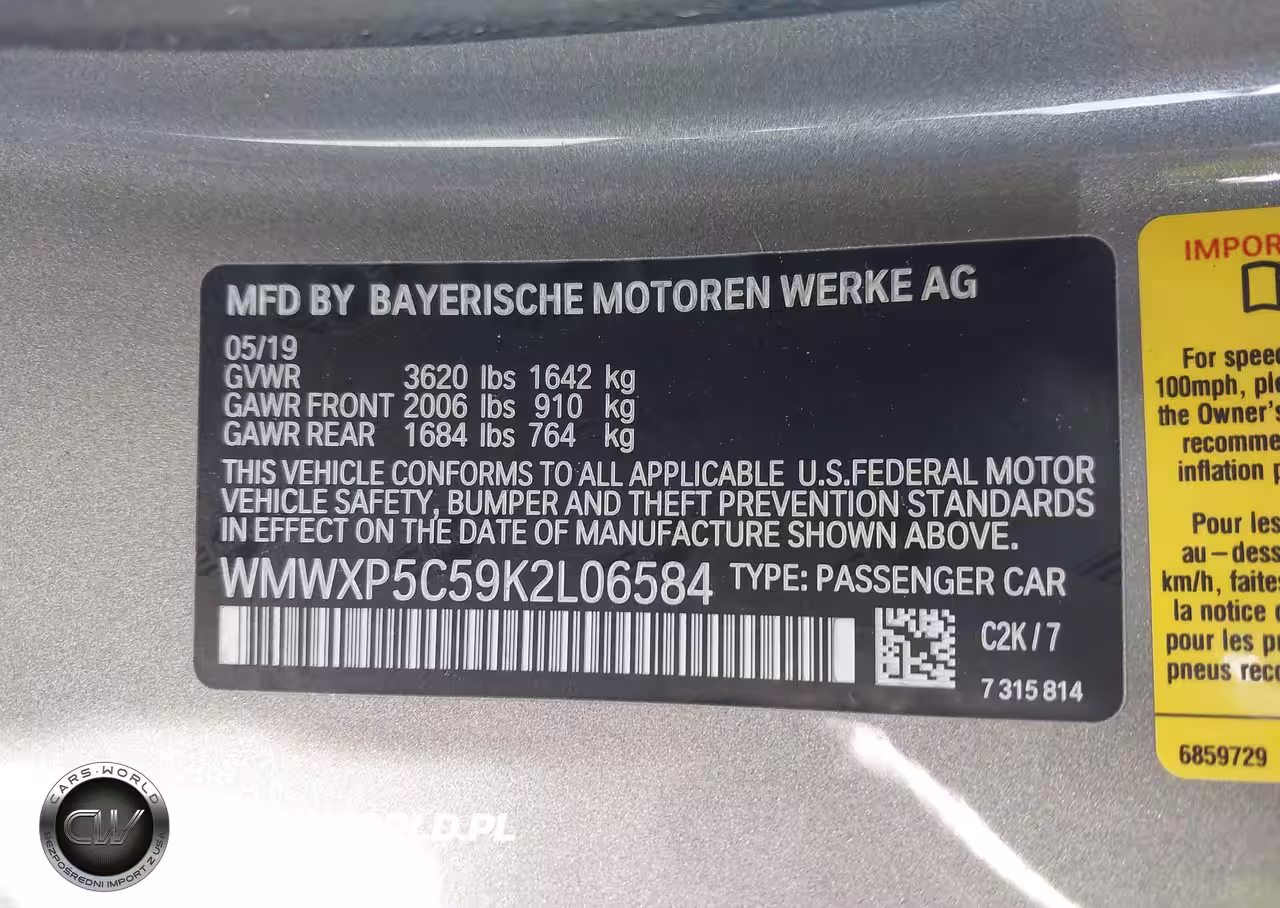 MFD BY BAYERISCHE MOTOREN WERKE AG
05/19
GVWR 3620 lbs 1642 kg
GAWR FRONT 2006 lbs 910 kg
GAWR REAR 1684 lbs 764 kg
THIS VEHICLE CONFORMS TO ALL APPLICABLE U.S.FEDERAL MOTOR
VEHICLE SAFETY, BUMPER AND THEFT PREVENTION STANDARDS
IN EFFECT ON THE DATE OF MANUFACTURE SHOWN ABOVE.
WMWXP5C59K2L06584 TYPE: PASSENGER CAR
C2K/7
7 315 814
IMPOR
For speed
100mph, ple
the Owner's
recomme
inflation p
Pour les
au-dess
km/h, faites
la notice d
pour les pn
pneus reco
6859729
CARS-WORLD
CW
BEZPOŚREDNI IMPORT Z USA
RLD.PL